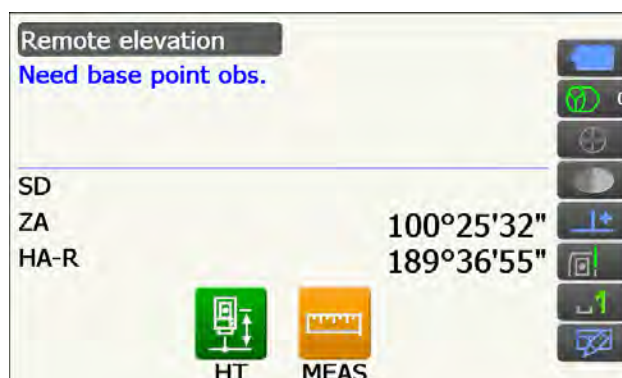 Remote elevation
Need base point obs.
SD
ZA 100°25'32"
HA-R 189°36'55"
HT MEAS